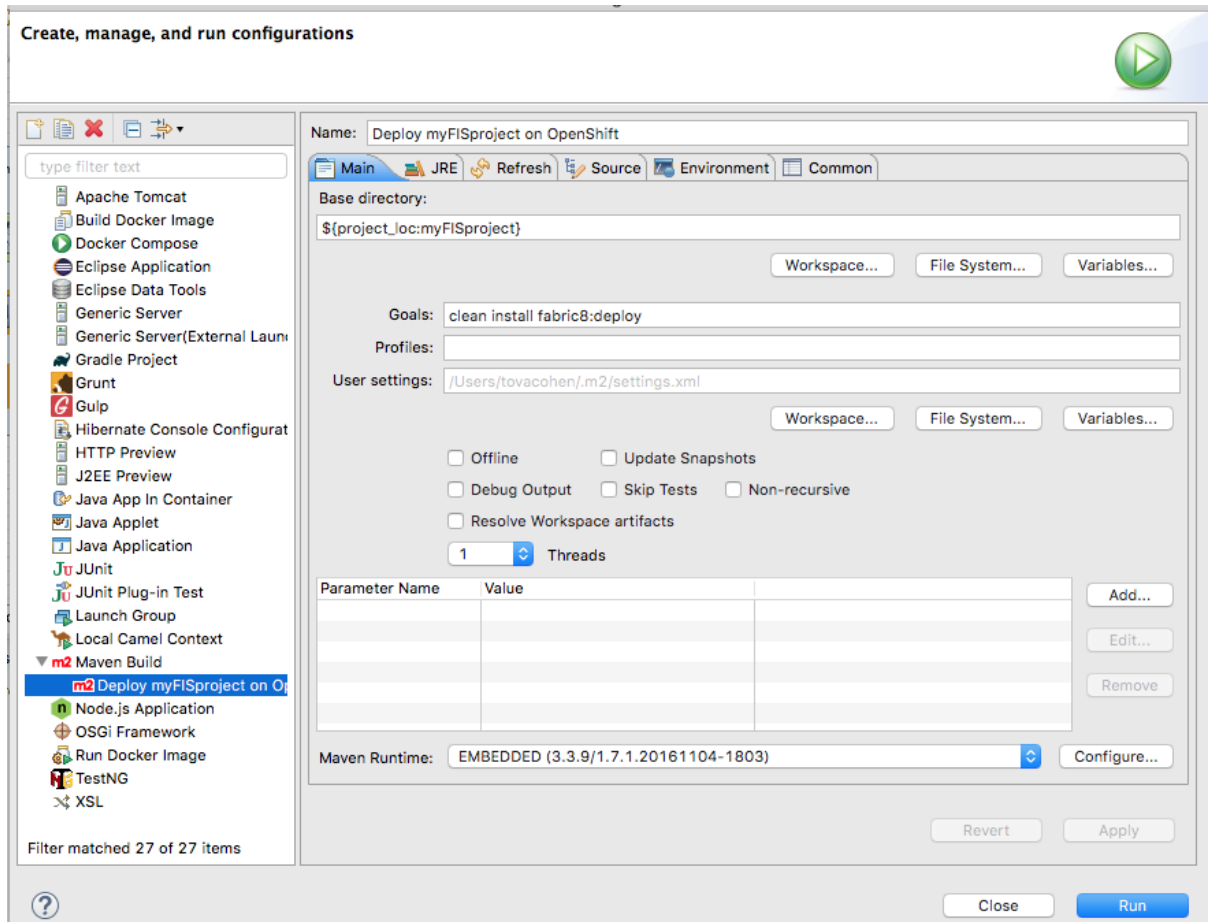 Create, manage, and run configurations
type filter text
Apache Tomcat
Build Docker Image
Docker Compose
Eclipse Application
Eclipse Data Tools
Generic Server
Generic Server(External Laun
Gradle Project
Grunt
Gulp
Hibernate Console Configurat
HTTP Preview
J2EE Preview
Java App In Container
Java Applet
Java Application
Ju JUnit
Jü JUnit Plug-in Test
Launch Group
Local Camel Context
m2 Maven Build
m2 Deploy myFISproject on Op
n Node.js Application
OSGi Framework
Run Docker Image
TestNG
XSL
Filter matched 27 of 27 items
Name: Deploy myFISproject on OpenShift
Main JRE Refresh Source Environment Common
Base directory:
${project_loc:myFISproject}
Workspace... File System... Variables...
Goals: clean install fabric8:deploy
Profiles:
User settings: /Users/tovacohen/.m2/settings.xml
Workspace... File System... Variables...
Offline Update Snapshots
Debug Output Skip Tests Non-recursive
Resolve Workspace artifacts
1 Threads
Parameter Name Value
Add...
Edit...
Remove
Maven Runtime: EMBEDDED (3.3.9/1.7.1.20161104-1803) Configure...
Revert Apply
? Close Run